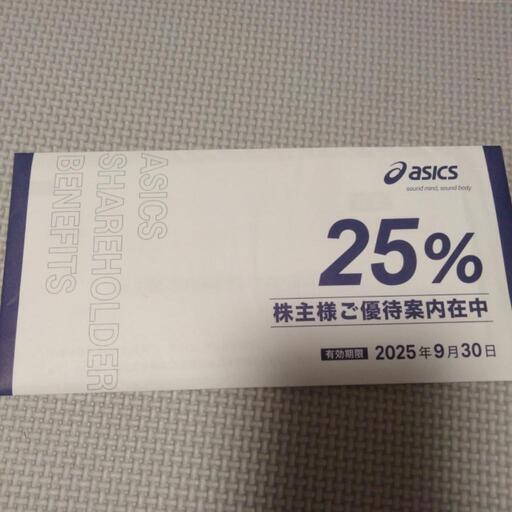 ASICS
SHAREHOLDER
BENEFITS
asics
sound mind, sound body
25%
株主様ご優待案内在中
有効期限 2025年9月30日